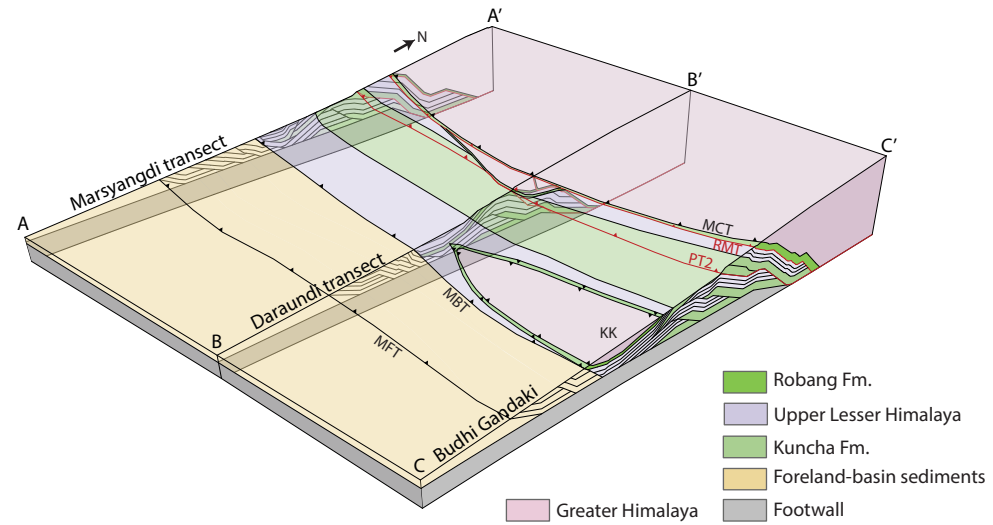 A′
N
B′
C′
Marsyangdi transect
A
MCT
RMT
PT2
Daraundi transect
MBT
KK
B
MFT
Budhi Gandaki
C
Robang Fm.
Upper Lesser Himalaya
Kuncha Fm.
Foreland-basin sediments
Greater Himalaya
Footwall